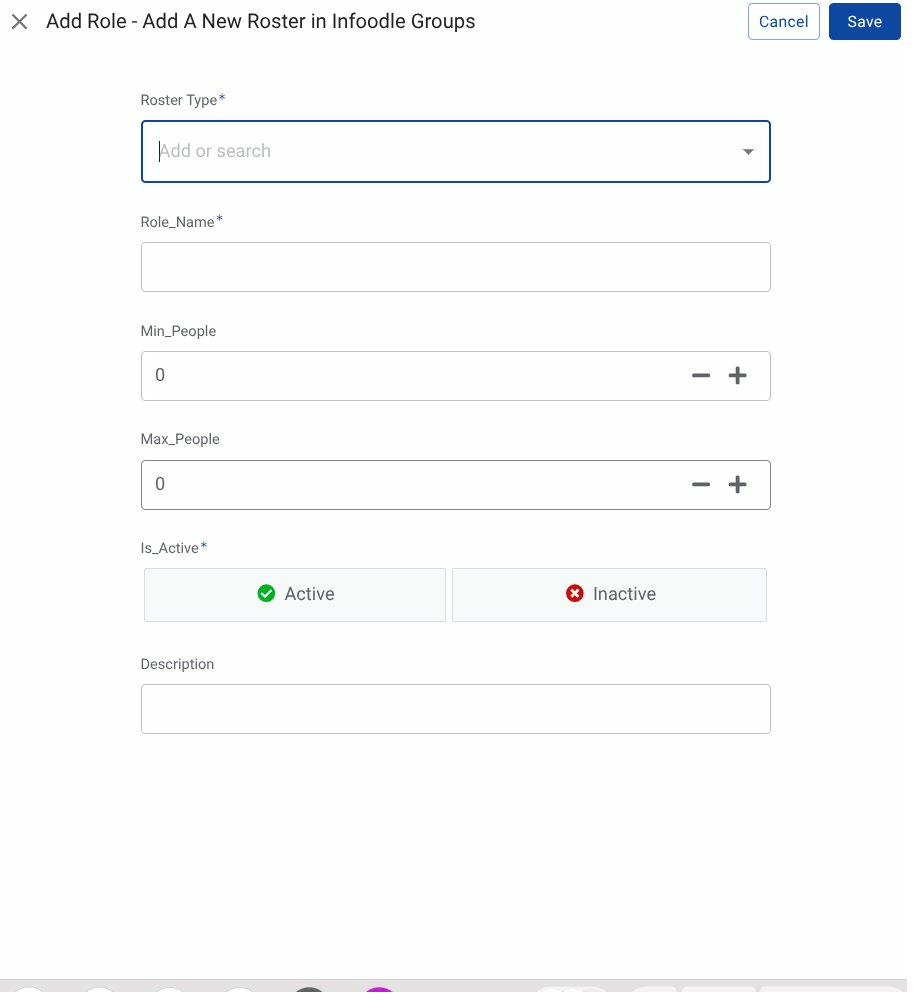 Add Role - Add A New Roster in Infoodle Groups
Cancel
Save
Roster Type*
Add or search
Role_Name*
Min_People
0
Max_People
0
Is_Active*
Active
Inactive
Description